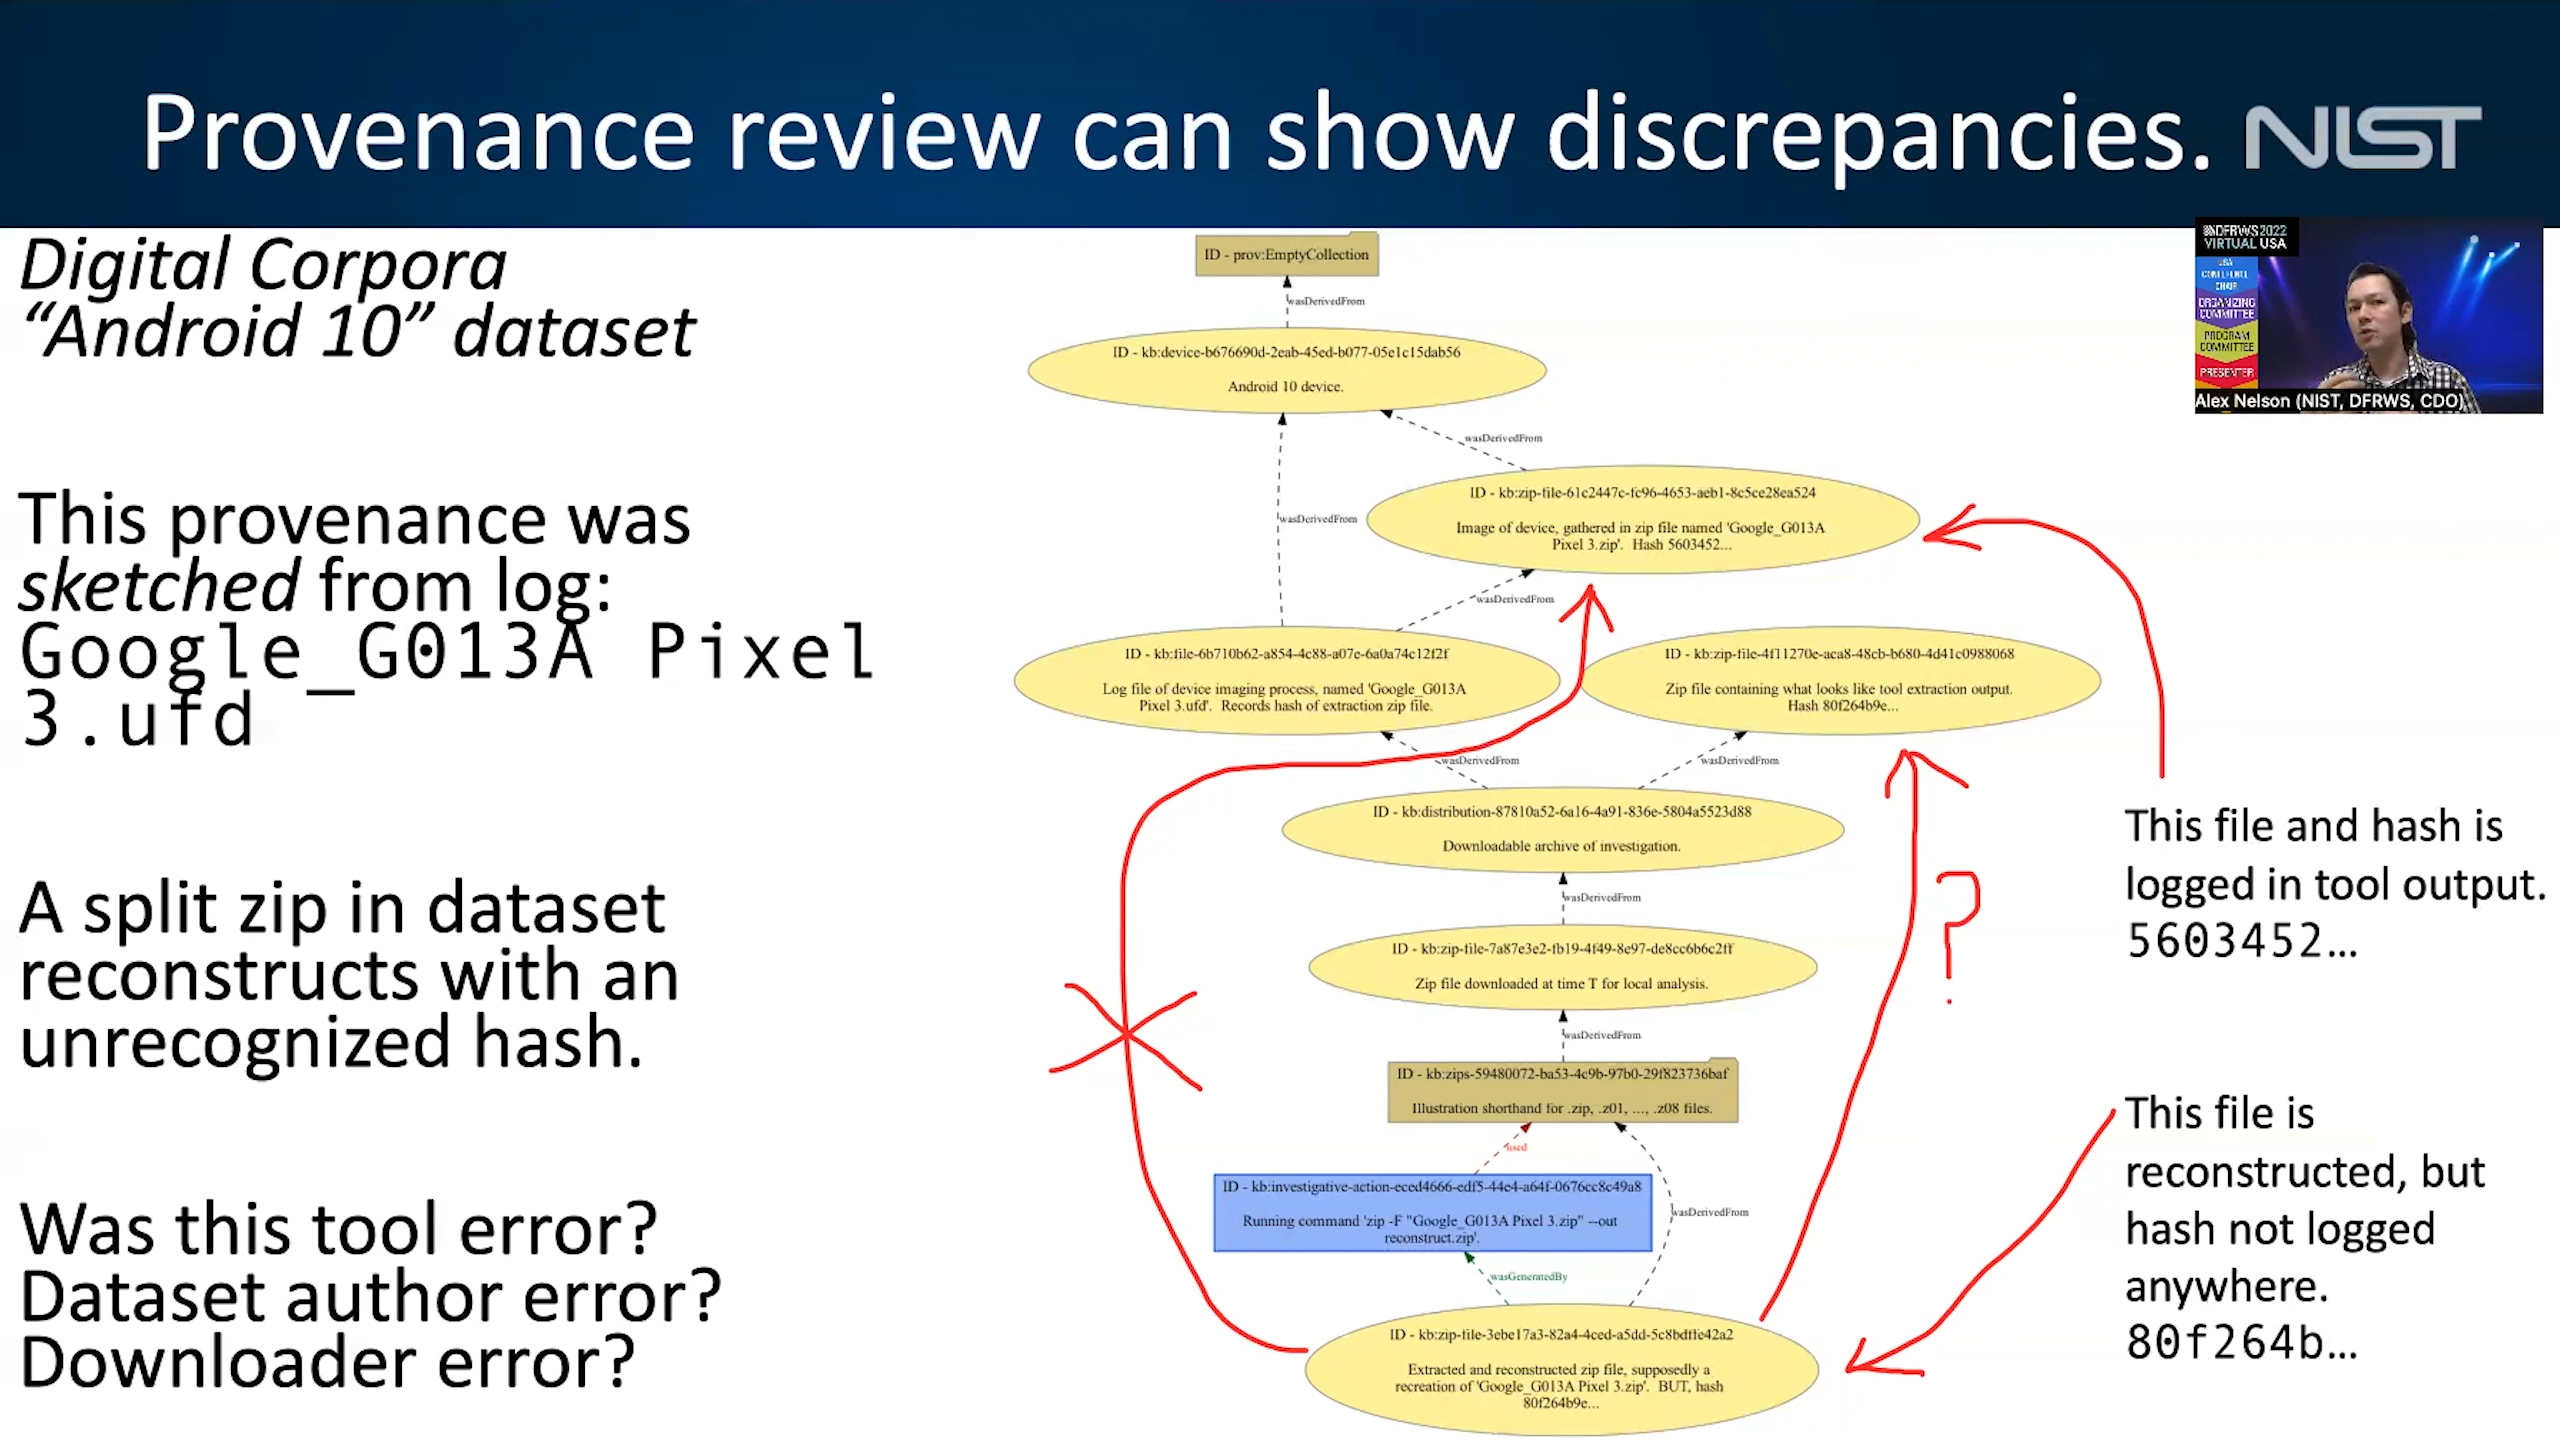 Provenance review can show discrepancies.
NIST
Digital Corpora
“Android 10” dataset
This provenance was
sketched from log:
Google_G013A Pixel
3.ufd
A split zip in dataset
reconstructs with an
unrecognized hash.
Was this tool error?
Dataset author error?
Downloader error?
ID - prov:EmptyCollection
wasDerivedFrom
ID - kb:device-b676690d-2eab-45ed-b077-05e1c15dab56
Android 10 device.
wasDerivedFrom
ID - kb:zip-file-61c2447c-fc96-4653-aeb1-8c5ce28ea524
Image of device, gathered in zip file named 'Google_G013A
Pixel 3.zip'. Hash 5603452...
wasDerivedFrom
wasDerivedFrom
ID - kb:file-6b710b62-a854-4c88-a07e-6a0a74c12f2f
Log file of device imaging process, named 'Google_G013A
Pixel 3.ufd'. Records hash of extraction zip file.
ID - kb:zip-file-4f11270e-aca8-48cb-b680-4d41c0988068
Zip file containing what looks like tool extraction output.
Hash 80f264b9e...
wasDerivedFrom
wasDerivedFrom
ID - kb:distribution-87810a52-6a16-4a91-836e-5804a5523d88
Downloadable archive of investigation.
wasDerivedFrom
ID - kb:zip-file-7a87e3e2-fb19-4f49-8e97-de8cc6b6c2ff
Zip file downloaded at time T for local analysis.
wasDerivedFrom
ID - kb:zips-59480072-ba53-4c9b-97b0-29f823736baf
Illustration shorthand for .zip, .z01, ..., .z08 files.
used
ID - kb:investigative-action-eced4666-edf5-44e4-a64f-0676cc8c49a8
Running command 'zip -F "Google_G013A Pixel 3.zip" --out
reconstruct.zip'.
wasDerivedFrom
wasGeneratedBy
ID - kb:zip-file-3ebe17a3-82a4-4ced-a5dd-5c8bdffe42a2
Extracted and reconstructed zip file, supposedly a
recreation of 'Google_G013A Pixel 3.zip'. BUT, hash
80f264b9e...
?
DFRWS 2022
VIRTUAL USA
USA
CONFERENCE
CHAIR
ORGANIZING
COMMITTEE
PROGRAM
COMMITTEE
PRESENTER
Alex Nelson (NIST, DFRWS, CDO)
This file and hash is
logged in tool output.
5603452…
This file is
reconstructed, but
hash not logged
anywhere.
80f264b…